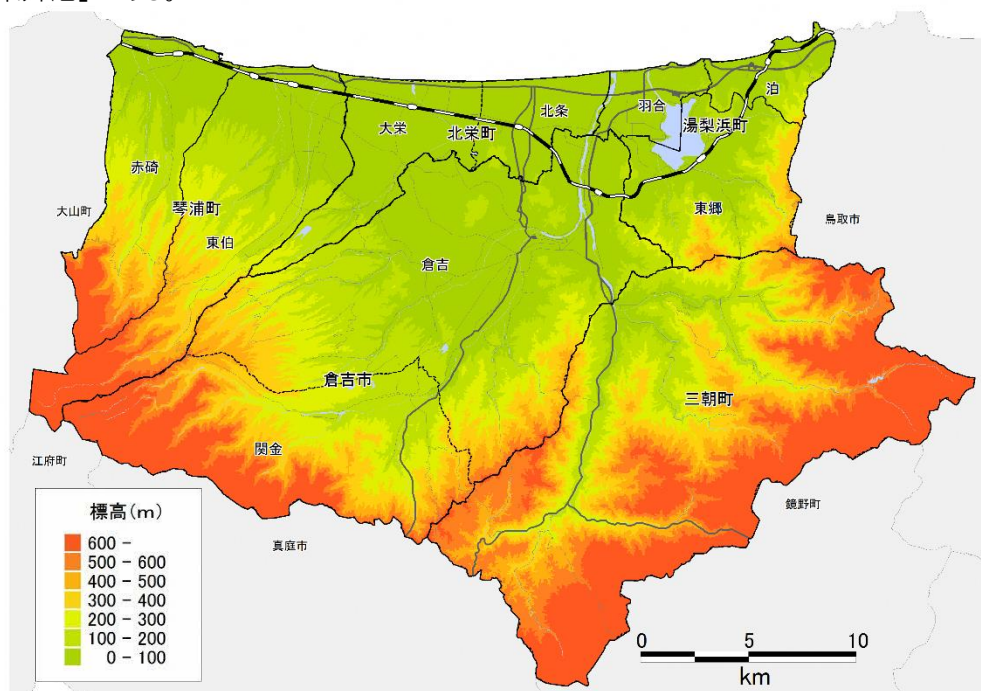 泊
北条
羽合
大栄
北栄町
湯梨浜町
赤碕
大山町
琴浦町
東郷
鳥取市
東伯
倉吉
倉吉市
三朝町
関金
江府町
鏡野町
真庭市
標高(m)
600 -
500 - 600
400 - 500
300 - 400
200 - 300
100 - 200
0 - 100
0 5 10
km